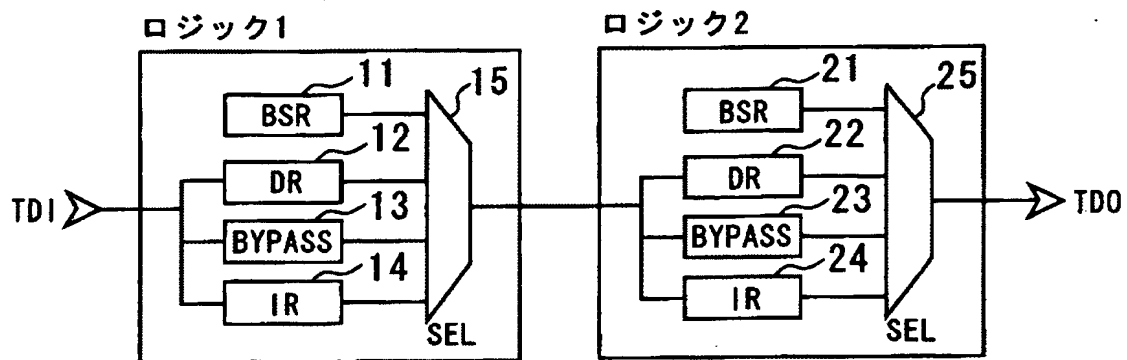 ロジック1
ロジック2
11
BSR
15
12
DR
13
BYPASS
14
IR
SEL
TDI
21
BSR
25
22
DR
23
BYPASS
24
IR
SEL
TDO